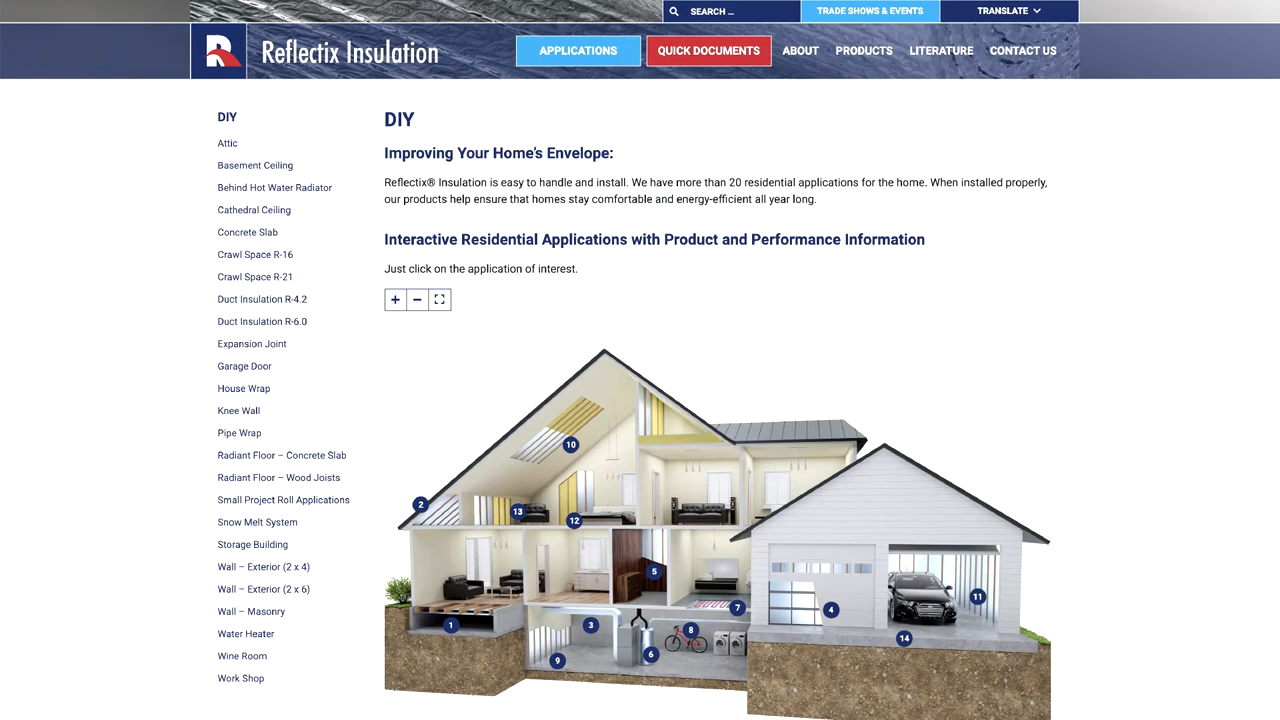 SEARCH ...
TRADE SHOWS & EVENTS
TRANSLATE
R
Reflectix Insulation
APPLICATIONS
QUICK DOCUMENTS
ABOUT
PRODUCTS
LITERATURE
CONTACT US
DIY
Attic
Basement Ceiling
Behind Hot Water Radiator
Cathedral Ceiling
Concrete Slab
Crawl Space R-16
Crawl Space R-21
Duct Insulation R-4.2
Duct Insulation R-6.0
Expansion Joint
Garage Door
House Wrap
Knee Wall
Pipe Wrap
Radiant Floor – Concrete Slab
Radiant Floor – Wood Joists
Small Project Roll Applications
Snow Melt System
Storage Building
Wall – Exterior (2 x 4)
Wall – Exterior (2 x 6)
Wall – Masonry
Water Heater
Wine Room
Work Shop
DIY
Improving Your Home's Envelope:
Reflectix® Insulation is easy to handle and install. We have more than 20 residential applications for the home. When installed properly,
our products help ensure that homes stay comfortable and energy-efficient all year long.
Interactive Residential Applications with Product and Performance Information
Just click on the application of interest.
+ −
10
2
13
12
5
11
7
4
1
3
8
14
6
9